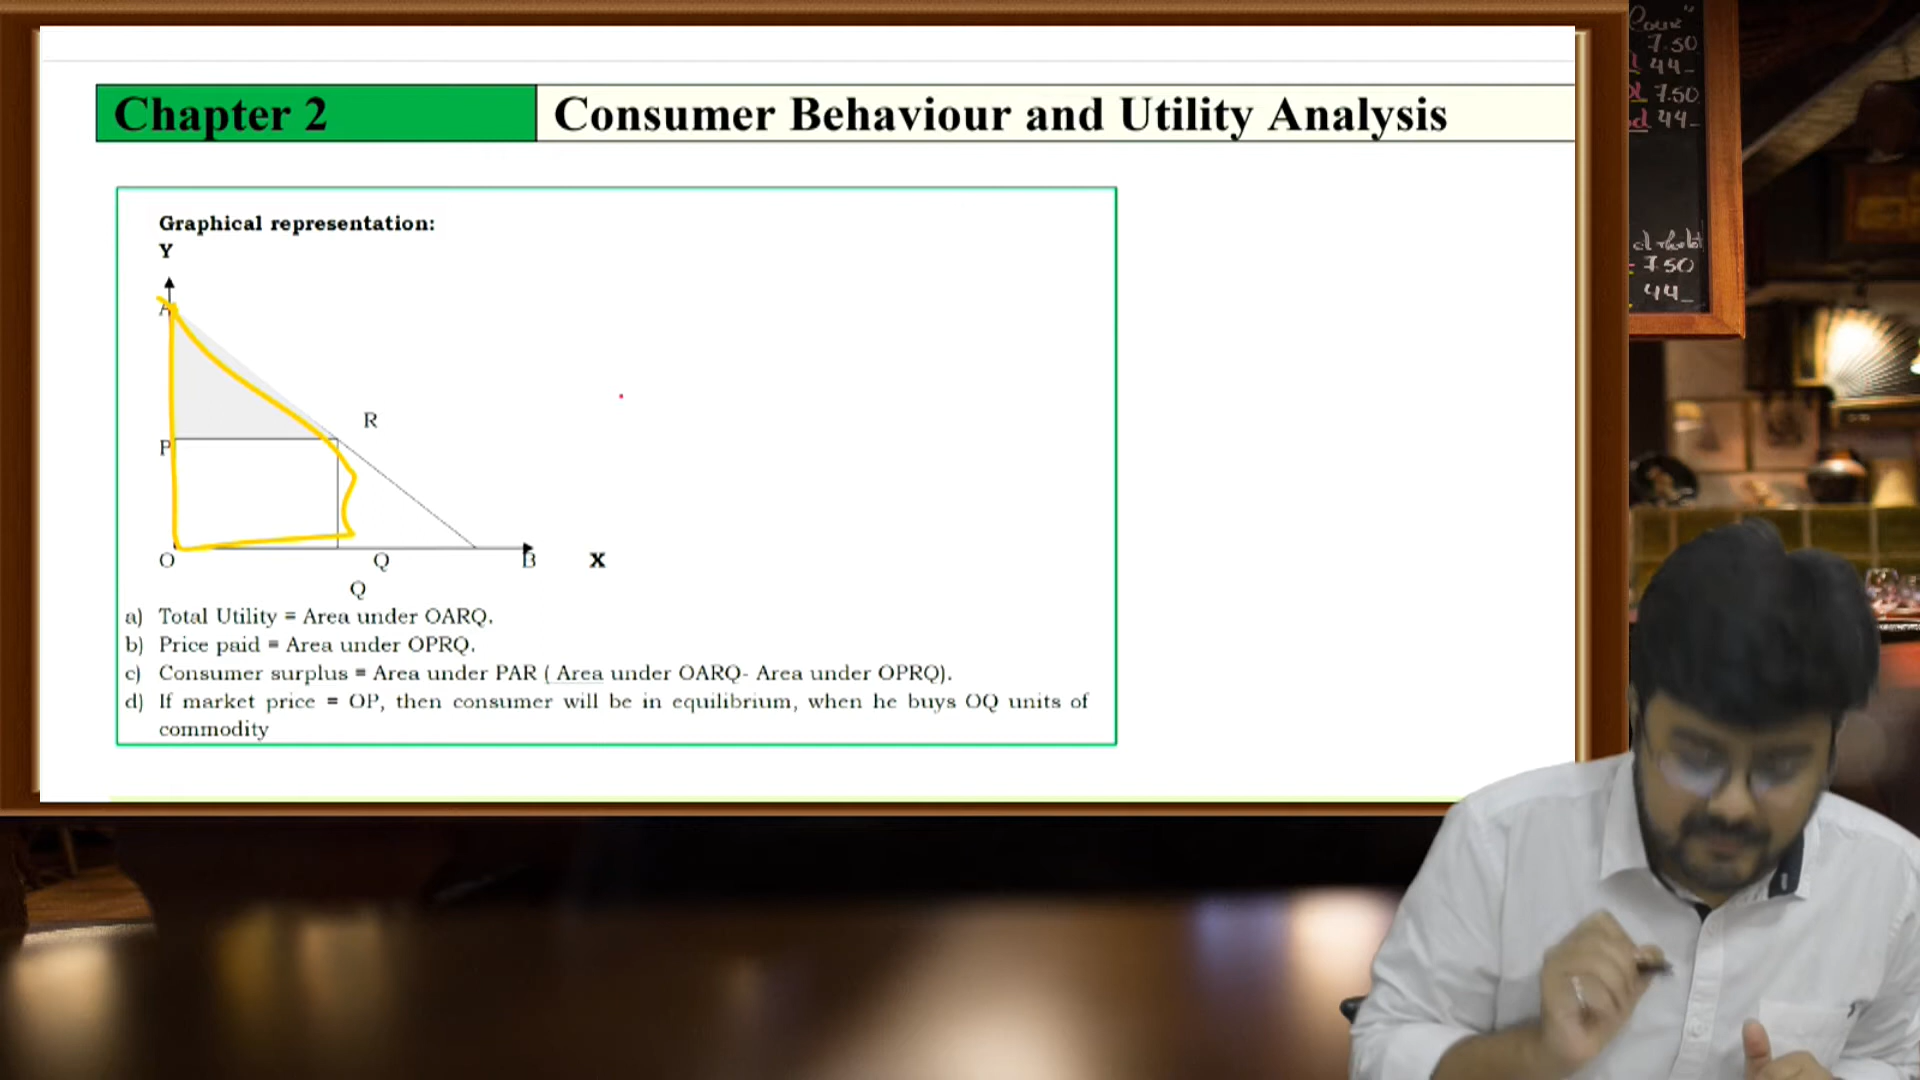 Chapter 2
Consumer Behaviour and Utility Analysis
Graphical representation:
Y
A
R
P
O
Q
B
X
Q
a) Total Utility = Area under OARQ.
b) Price paid = Area under OPRQ.
c) Consumer surplus = Area under PAR ( Area under OARQ- Area under OPRQ).
d) If market price = OP, then consumer will be in equilibrium, when he buys OQ units of
commodity
7.50
44-
7.50
44-
7.50
44-